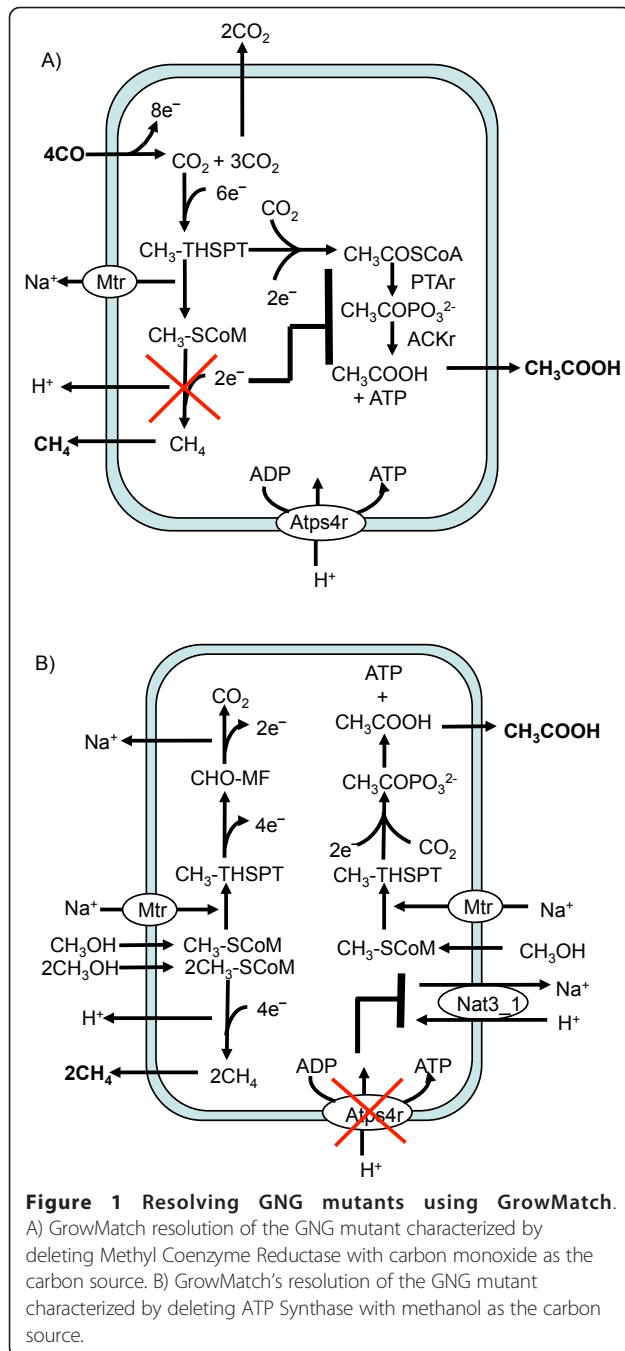 A)
2CO₂
8e⁻
4CO
CO₂ + 3CO₂
6e⁻
CO₂
CH₃-THSPT
CH₃COSCoA
2e⁻
PTAr
Na⁺
Mtr
CH₃COPO₃²⁻
CH₃-SCoM
ACKr
H⁺
2e⁻
CH₃COOH
+ ATP
CH₃COOH
CH₄
CH₄
ADP
ATP
Atps4r
H⁺
B)
CO₂
Na⁺
2e⁻
CHO-MF
4e⁻
CH₃-THSPT
Na⁺
Mtr
CH₃OH
CH₃-SCoM
2CH₃OH
2CH₃-SCoM
H⁺
4e⁻
2CH₄
2CH₄
ATP
+
CH₃COOH
CH₃COOH
CH₃COPO₃²⁻
2e⁻
CO₂
CH₃-THSPT
Mtr
Na⁺
CH₃-SCoM
CH₃OH
Nat3_1
Na⁺
H⁺
ADP
ATP
Atps4r
H⁺
Figure 1 Resolving GNG mutants using GrowMatch.
A) GrowMatch resolution of the GNG mutant characterized by
deleting Methyl Coenzyme Reductase with carbon monoxide as the
carbon source. B) GrowMatch's resolution of the GNG mutant
characterized by deleting ATP Synthase with methanol as the carbon
source.